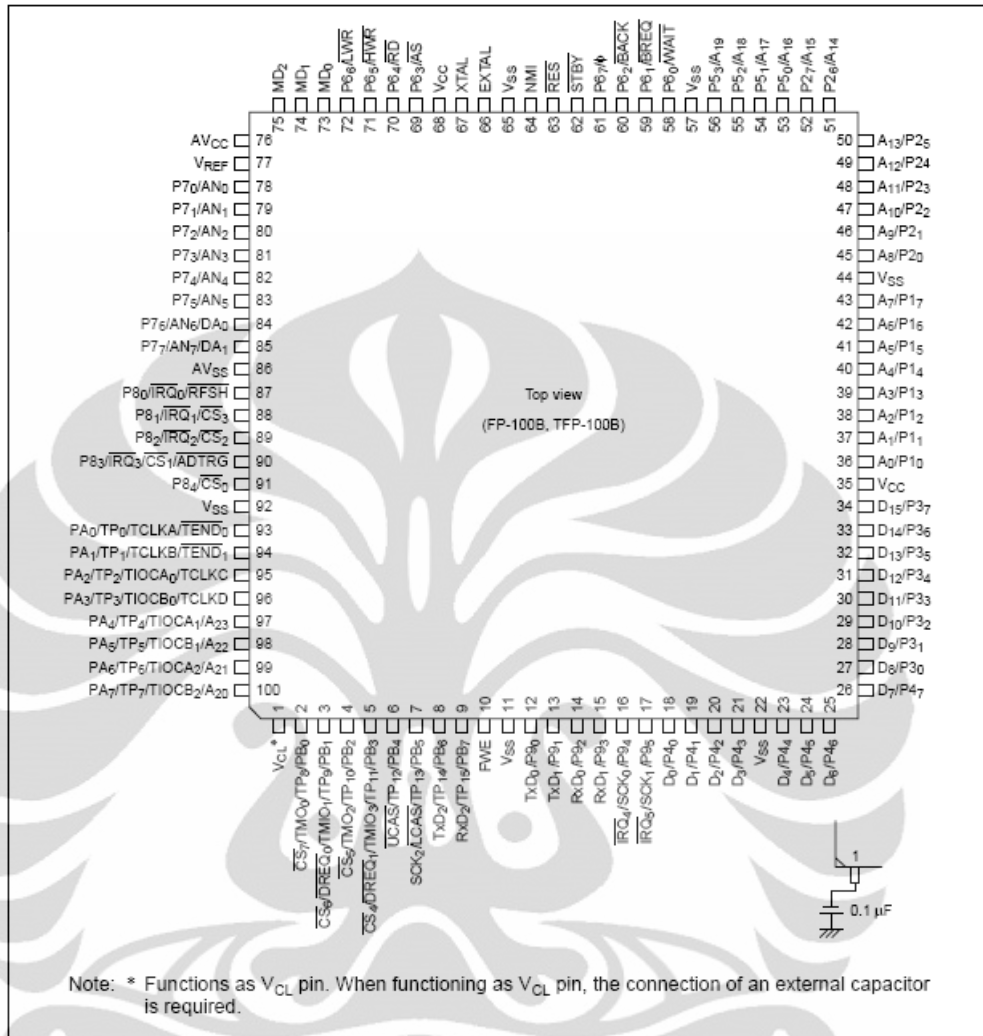 75 MD2
74 MD1
73 MD0
72 P66/LWR
71 P65/HWR
70 P64/RD
69 P63/AS
68 VCC
67 XTAL
66 EXTAL
65 VSS
64 NMI
63 RES
62 STBY
61 P67/ϕ
60 P62/BACK
59 P61/BREQ
58 P60/WAIT
57 VSS
56 P53/A19
55 P52/A18
54 P51/A17
53 P50/A16
52 P27/A15
51 P26/A14
AVCC 76
VREF 77
P70/AN0 78
P71/AN1 79
P72/AN2 80
P73/AN3 81
P74/AN4 82
P75/AN5 83
P76/AN6/DA0 84
P77/AN7/DA1 85
AVSS 86
P80/IRQ0/RFSH 87
P81/IRQ1/CS3 88
P82/IRQ2/CS2 89
P83/IRQ3/CS1/ADTRG 90
P84/CS0 91
VSS 92
PA0/TP0/TCLKA/TEND0 93
PA1/TP1/TCLKB/TEND1 94
PA2/TP2/TIOCA0/TCLKC 95
PA3/TP3/TIOCB0/TCLKD 96
PA4/TP4/TIOCA1/A23 97
PA5/TP5/TIOCB1/A22 98
PA6/TP6/TIOCA2/A21 99
PA7/TP7/TIOCB2/A20 100
Top view
(FP-100B, TFP-100B)
50 A13/P25
49 A12/P24
48 A11/P23
47 A10/P22
46 A9/P21
45 A8/P20
44 VSS
43 A7/P17
42 A6/P16
41 A5/P15
40 A4/P14
39 A3/P13
38 A2/P12
37 A1/P11
36 A0/P10
35 VCC
34 D15/P37
33 D14/P36
32 D13/P35
31 D12/P34
30 D11/P33
29 D10/P32
28 D9/P31
27 D8/P30
26 D7/P47
1 VCL*
2 CS7/TMO0/TP8/PB0
3 CS6/DREQ0/TMIO1/TP9/PB1
4 CS5/TMO2/TP10/PB2
5 CS4/DREQ1/TMIO3/TP11/PB3
6 UCAS/TP12/PB4
7 SCK2/LCAS/TP13/PB5
8 TxD2/TP14/PB6
9 RxD2/TP15/PB7
10 FWE
11 VSS
12 TxD0/P90
13 TxD1/P91
14 RxD0/P92
15 RxD1/P93
16 IRQ4/SCK0/P94
17 IRQ5/SCK1/P95
18 D0/P40
19 D1/P41
20 D2/P42
21 D3/P43
22 VSS
23 D4/P44
24 D5/P45
25 D6/P46
1
0.1 µF
Note: * Functions as VCL pin. When functioning as VCL pin, the connection of an external capacitor
is required.